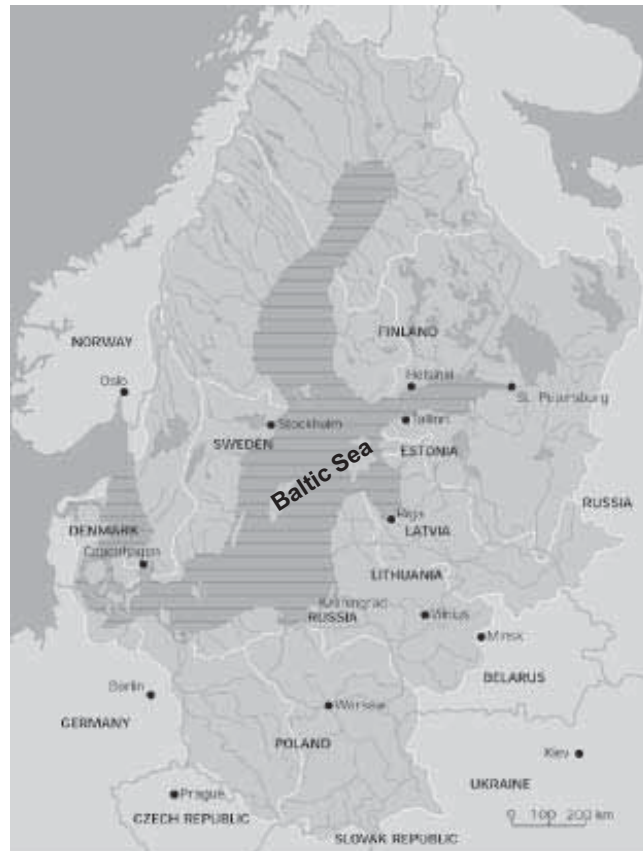 FINLAND
NORWAY
Helsinki
Oslo
St. Petersburg
Stockholm
Tallinn
SWEDEN
ESTONIA
Baltic Sea
RUSSIA
Riga
DENMARK
LATVIA
Copenhagen
LITHUANIA
Kaliningrad
RUSSIA
Vilnius
Minsk
BELARUS
Berlin
Warsaw
GERMANY
POLAND
Kiev
UKRAINE
Prague
CZECH REPUBLIC
0 100 200 km
SLOVAK REPUBLIC